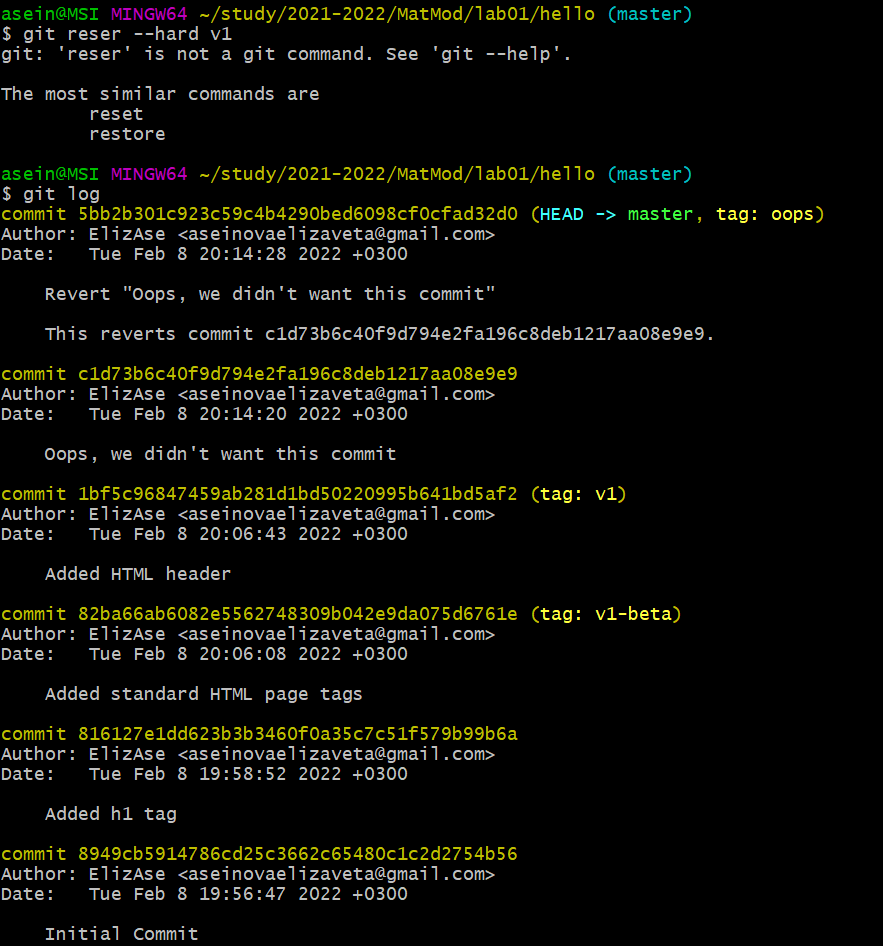 asein@MSI MINGW64 ~/study/2021-2022/MatMod/lab01/hello (master)
$ git reser --hard v1
git: 'reser' is not a git command. See 'git --help'.

The most similar commands are
        reset
        restore

asein@MSI MINGW64 ~/study/2021-2022/MatMod/lab01/hello (master)
$ git log
commit 5bb2b301c923c59c4b4290bed6098cf0cfad32d0 (HEAD -> master, tag: oops)
Author: ElizAse <aseinovaelizaveta@gmail.com>
Date:   Tue Feb 8 20:14:28 2022 +0300

    Revert "Oops, we didn't want this commit"

    This reverts commit c1d73b6c40f9d794e2fa196c8deb1217aa08e9e9.

commit c1d73b6c40f9d794e2fa196c8deb1217aa08e9e9
Author: ElizAse <aseinovaelizaveta@gmail.com>
Date:   Tue Feb 8 20:14:20 2022 +0300

    Oops, we didn't want this commit

commit 1bf5c96847459ab281d1bd50220995b641bd5af2 (tag: v1)
Author: ElizAse <aseinovaelizaveta@gmail.com>
Date:   Tue Feb 8 20:06:43 2022 +0300

    Added HTML header

commit 82ba66ab6082e5562748309b042e9da075d6761e (tag: v1-beta)
Author: ElizAse <aseinovaelizaveta@gmail.com>
Date:   Tue Feb 8 20:06:08 2022 +0300

    Added standard HTML page tags

commit 816127e1dd623b3b3460f0a35c7c51f579b99b6a
Author: ElizAse <aseinovaelizaveta@gmail.com>
Date:   Tue Feb 8 19:58:52 2022 +0300

    Added h1 tag

commit 8949cb5914786cd25c3662c65480c1c2d2754b56
Author: ElizAse <aseinovaelizaveta@gmail.com>
Date:   Tue Feb 8 19:56:47 2022 +0300

    Initial Commit